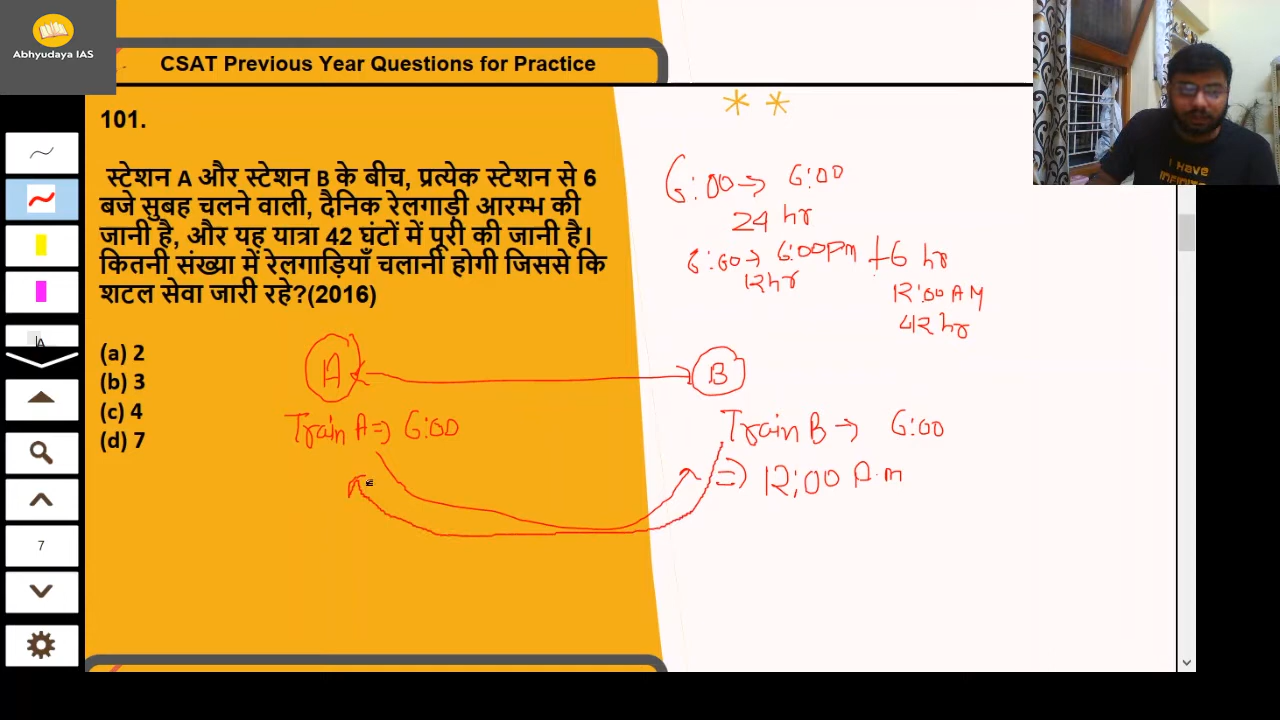 Abhyudaya IAS
CSAT Previous Year Questions for Practice
101.
स्टेशन A और स्टेशन B के बीच, प्रत्येक स्टेशन से 6
बजे सुबह चलने वाली, दैनिक रेलगाड़ी आरम्भ की
जानी है, और यह यात्रा 42 घंटों में पूरी की जानी है।
कितनी संख्या में रेलगाड़ियाँ चलानी होगी जिससे कि
शटल सेवा जारी रहे?(2016)
(a) 2
(b) 3
(c) 4
(d) 7
* *
6:00 → 6:00
24 hr
6:00 → 6:00 PM + 6 hr
12hr
12:00 AM
42 hr
A
B
Train A ⇒ 6:00
Train B → 6:00
⇒ 12:00 A.m
7
I HAVE